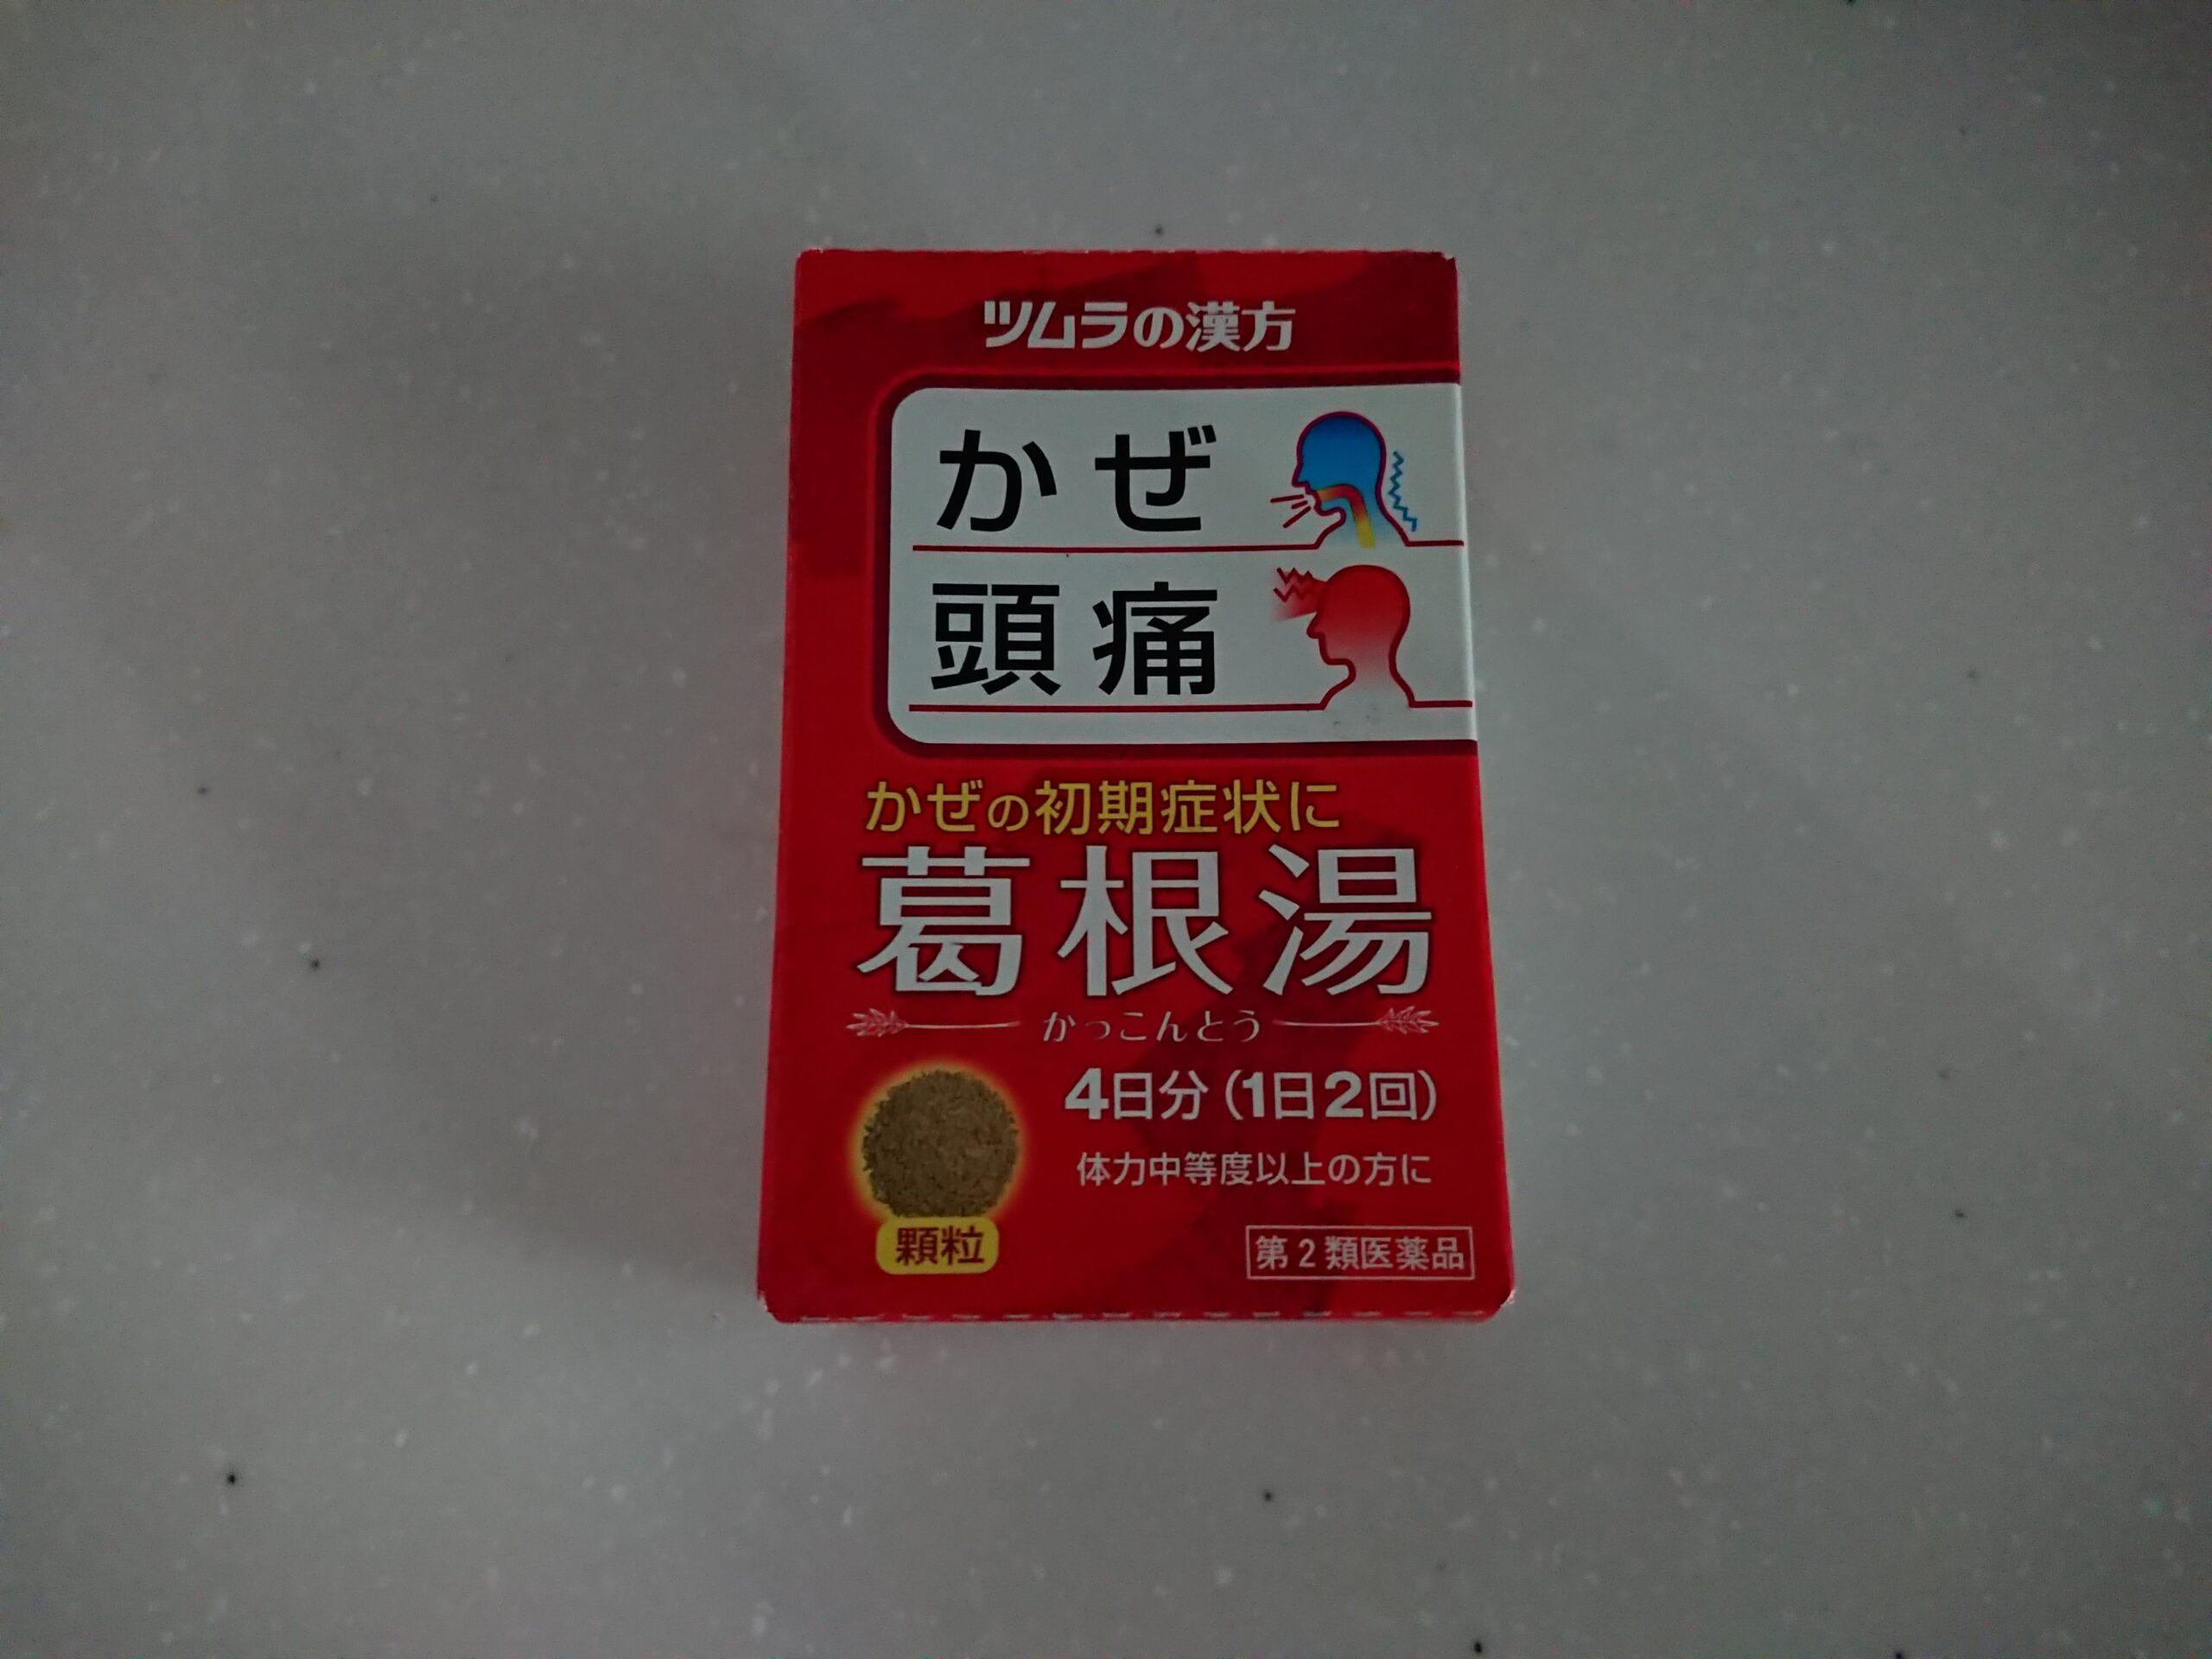 ツムラの漢方
かぜ
頭痛
かぜの初期症状に
葛根湯
かっこんとう
4日分（1日2回）
体力中等度以上の方に
顆粒
第2類医薬品